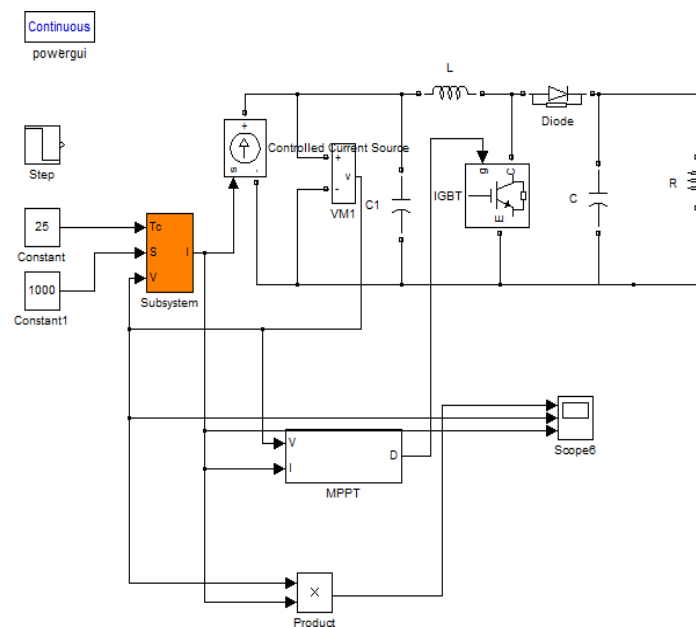 Continuous
powergui
L
Diode
+
Controlled Current Source
s
-
+
v
-
VM1
C1
g
C
IGBT
E
C
R
Step
25
Constant
1000
Constant1
Tc
S
V
I
Subsystem
V
I
D
MPPT
Scope6
×
Product